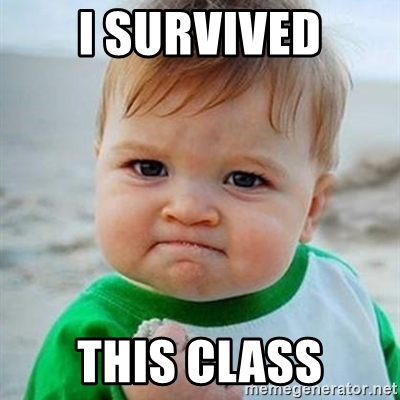 I SURVIVED
THIS CLASS
memegenerator.net